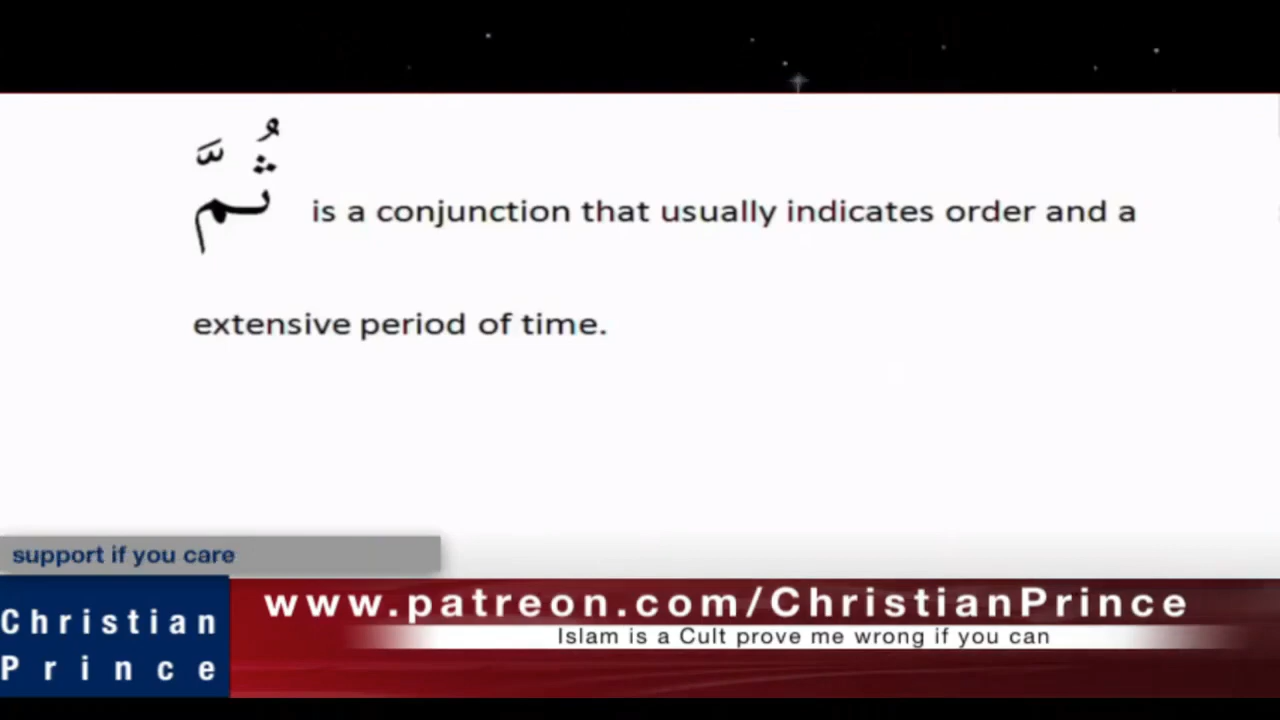 ثُمَّ is a conjunction that usually indicates order and a
extensive period of time.
support if you care
Christian
Prince
www.patreon.com/ChristianPrince
Islam is a Cult prove me wrong if you can